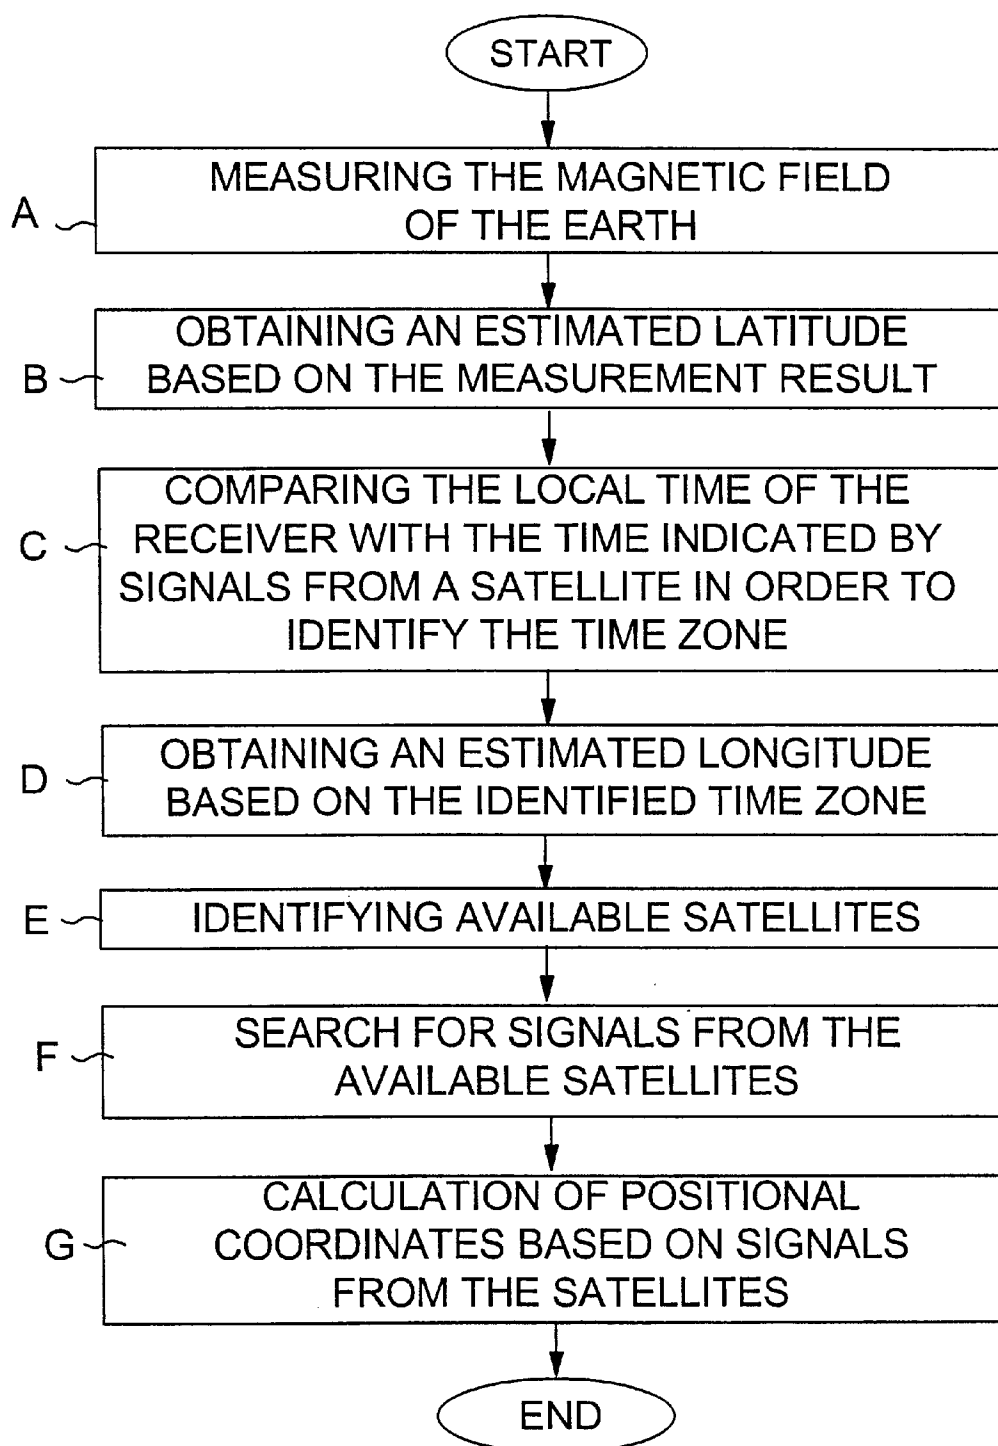 START
A
MEASURING THE MAGNETIC FIELD
OF THE EARTH
B
OBTAINING AN ESTIMATED LATITUDE
BASED ON THE MEASUREMENT RESULT
C
COMPARING THE LOCAL TIME OF THE
RECEIVER WITH THE TIME INDICATED BY
SIGNALS FROM A SATELLITE IN ORDER TO
IDENTIFY THE TIME ZONE
D
OBTAINING AN ESTIMATED LONGITUDE
BASED ON THE IDENTIFIED TIME ZONE
E
IDENTIFYING AVAILABLE SATELLITES
F
SEARCH FOR SIGNALS FROM THE
AVAILABLE SATELLITES
G
CALCULATION OF POSITIONAL
COORDINATES BASED ON SIGNALS
FROM THE SATELLITES
END